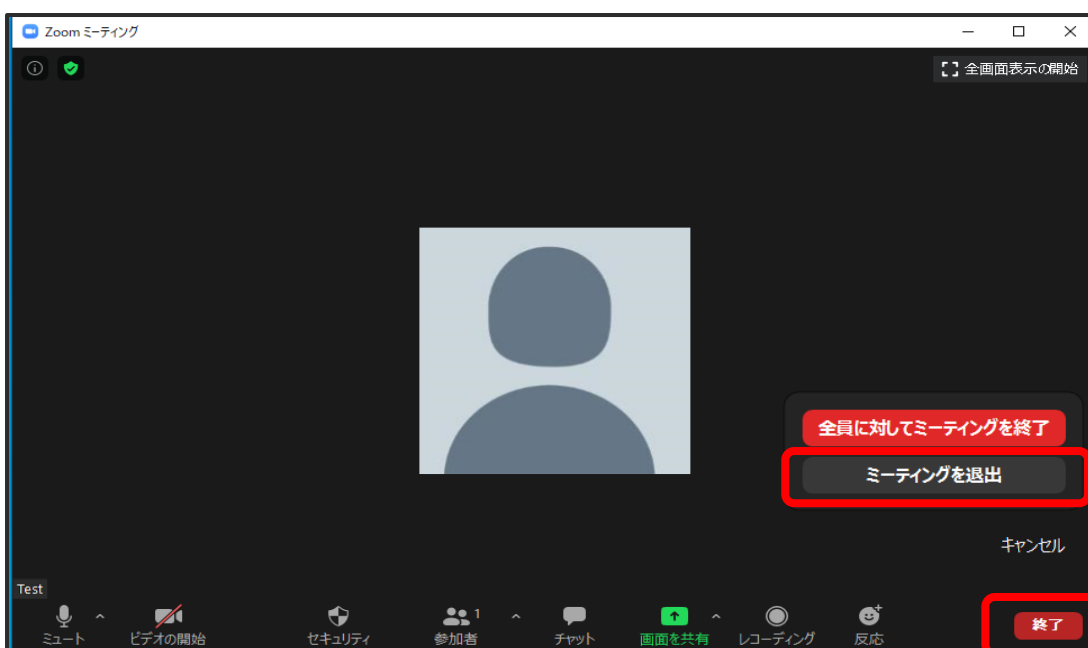 Zoom ミーティング
全画面表示の開始
全員に対してミーティングを終了
ミーティングを退出
キャンセル
Test
ミュート ビデオの開始 セキュリティ 参加者 1 チャット 画面を共有 レコーディング 反応 終了